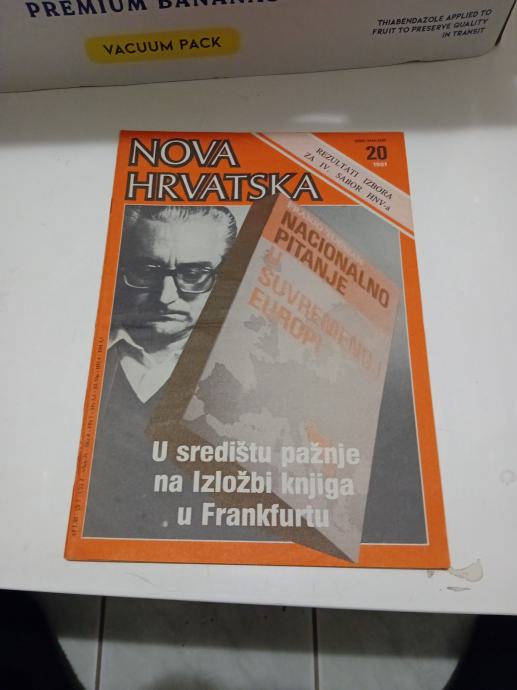 PREMIUM BANANAS
VACUUM PACK
THIABENDAZOLE APPLIED TO
FRUIT TO PRESERVE QUALITY
IN TRANSIT
NOVA
HRVATSKA
REZULTATI IZBORA
ZA IV. SABOR HNV-a
20
1981
NACIONALNO
PITANJE
U
SUVREMENOJ
EUROPI
U središtu pažnje
na Izložbi knjiga
u Frankfurtu